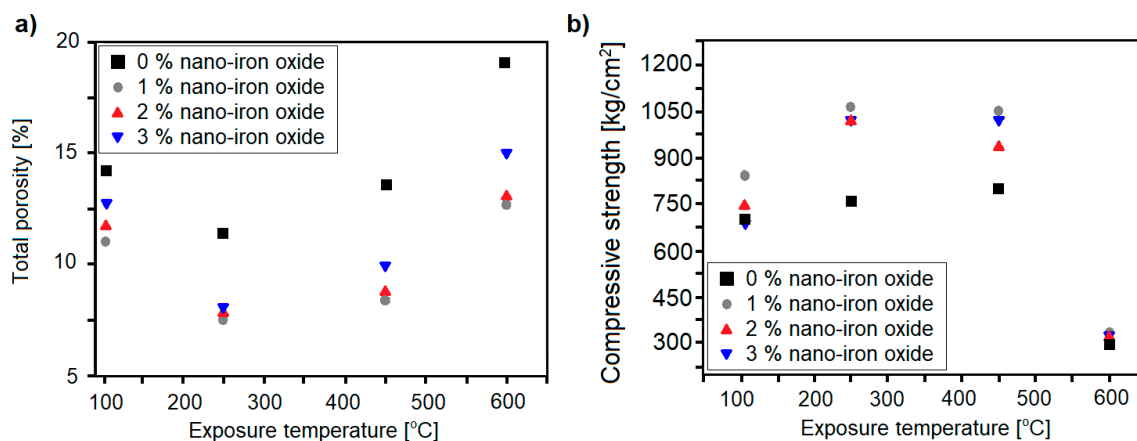 a)
Total porosity [%]
20
15
10
5
0 % nano-iron oxide
1 % nano-iron oxide
2 % nano-iron oxide
3 % nano-iron oxide
100 200 300 400 500 600
Exposure temperature [°C]
b)
Compressive strength [kg/cm²]
1200
1050
900
750
600
450
300
0 % nano-iron oxide
1 % nano-iron oxide
2 % nano-iron oxide
3 % nano-iron oxide
100 200 300 400 500 600
Exposure temperature [°C]